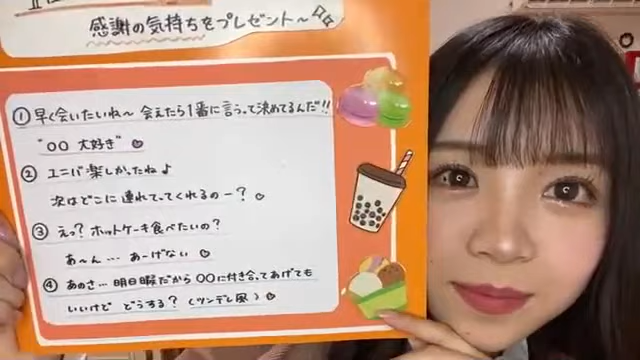 感謝の気持ちをプレゼント〜
①早く会いたいね〜 会えたら1番に言うって決めてるんだ!!
"〇〇 大好き"♡
②ユニバ楽しかったね♪
次はどこに連れてってくれるのー?♡
③えっ?ホットケーキ食べたいの?
あ〜ん… あーげない♡
④あのさ…明日暇だから〇〇に付き合ってあげても
いいけど どうする?(ツンデレ風)♡